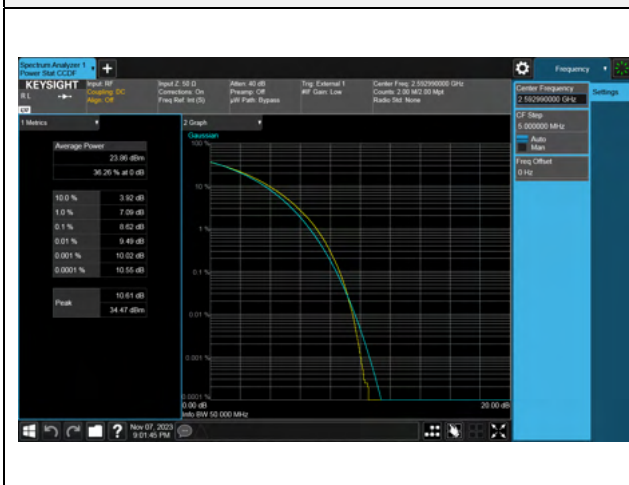 Spectrum Analyzer 1
Power Stat CCDF
Frequency
KEYSIGHT
Input: RF
Input Z: 50 Ω
Atten: 40 dB
Trig: External 1
Center Freq: 2.592990000 GHz
R L
Coupling: DC
Corrections: On
Preamp: Off
#IF Gain: Low
Counts: 2.00 M/2.00 Mpt
Align: Off
Freq Ref: Int (S)
µW Path: Bypass
Radio Std: None
Center Frequency
2.592990000 GHz
Settings
CF Step
5.000000 MHz
Auto
Man
Freq Offset
0 Hz
1 Metrics
Average Power
23.86 dBm
36.26 % at 0 dB
10.0 % 3.92 dB
1.0 % 7.09 dB
0.1 % 8.62 dB
0.01 % 9.49 dB
0.001 % 10.02 dB
0.0001 % 10.55 dB
Peak 10.61 dB
34.47 dBm
2 Graph
Gaussian
100 %
10 %
1 %
0.1 %
0.01 %
0.001 %
0.0001 %
0.00 dB
20.00 dB
Info BW 50.000 MHz
Nov 07, 2023
9:01:45 PM